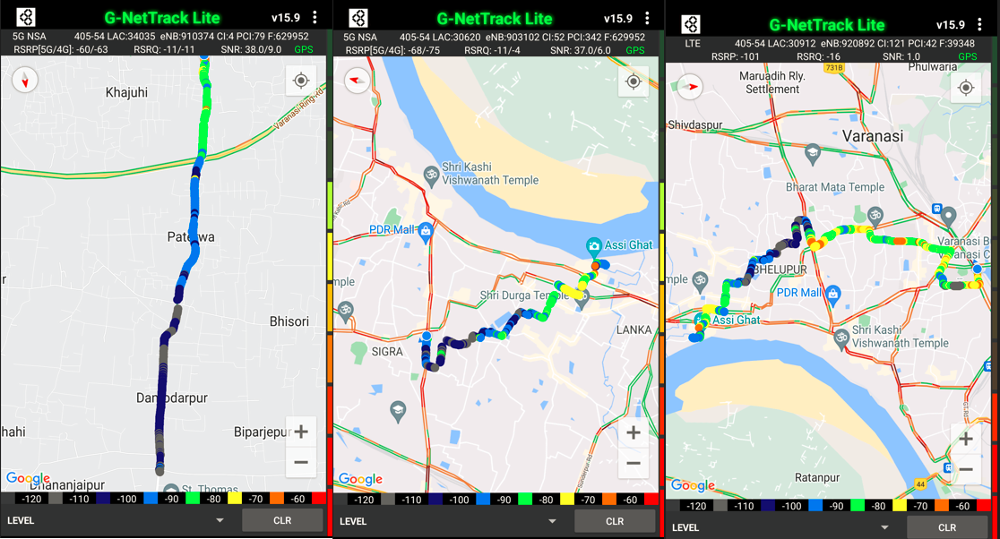 G-NetTrack Lite v15.9
5G NSA 405-54 LAC:34035 eNB:910374 CI:4 PCI:79 F:629952
RSRP[5G/4G]: -60/-63 RSRQ: -11/-11 SNR: 38.0/9.0 GPS
Khajuhi
Varanasi Ring rd
Bhisori
hahi
Biparjepur
+
−
Google
Dhananjaipur
St. Thomas
-120 -110 -100 -90 -80 -70 -60
LEVEL CLR
G-NetTrack Lite v15.9
5G NSA 405-54 LAC:30620 eNB:903102 CI:52 PCI:342 F:629952
RSRP[5G/4G]: -68/-75 RSRQ: -11/-4 SNR: 37.0/6.0 GPS
Shri Kashi
Vishwanath Temple
PDR Mall
Assi Ghat
mple
Shri Durga Temple
LANKA
SIGRA
+
−
Google
-120 -110 -100 -90 -80 -70 -60
LEVEL CLR
G-NetTrack Lite v15.9
LTE 405-54 LAC:30912 eNB:920892 CI:121 PCI:42 F:39348
RSRP: -101 RSRQ: -16 SNR: 1.0 GPS
731B
Phulwaria
Maruadih Rly.
Settlement
Shivdaspur
Varanasi
Bharat Mata Temple
Varanasi B
Varanasi C
BHELUPUR
mple
PDR Mall
Assi Ghat
Shri Kashi
Vishwanath Temple
+
−
Ratanpur
44
Google
-120 -110 -100 -90 -80 -70 -60
LEVEL CLR